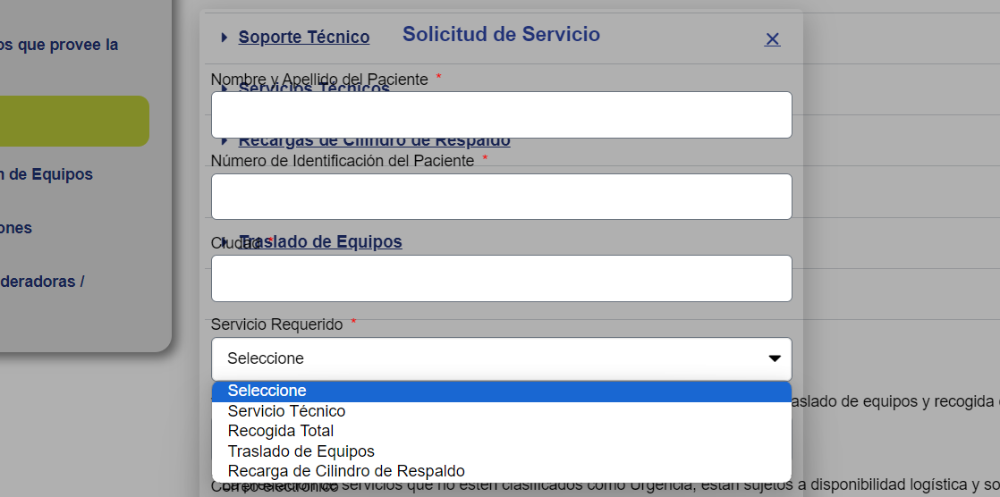 os que provee la
n de Equipos
ones
deradoras /
Soporte Técnico
Solicitud de Servicio
Nombre y Apellido del Paciente *
Servicios Técnicos
Recargas de Cilindro de Respaldo
Número de Identificación del Paciente *
Traslado de Equipos
Ciudad *
Servicio Requerido *
Seleccione
Seleccione
Servicio Técnico
Recogida Total
Traslado de Equipos
Recarga de Cilindro de Respaldo
aslado de equipos y recogida
Correo electrónico
La prestación de servicios que no estén clasificados como Urgencia, están sujetos a disponibilidad logística y